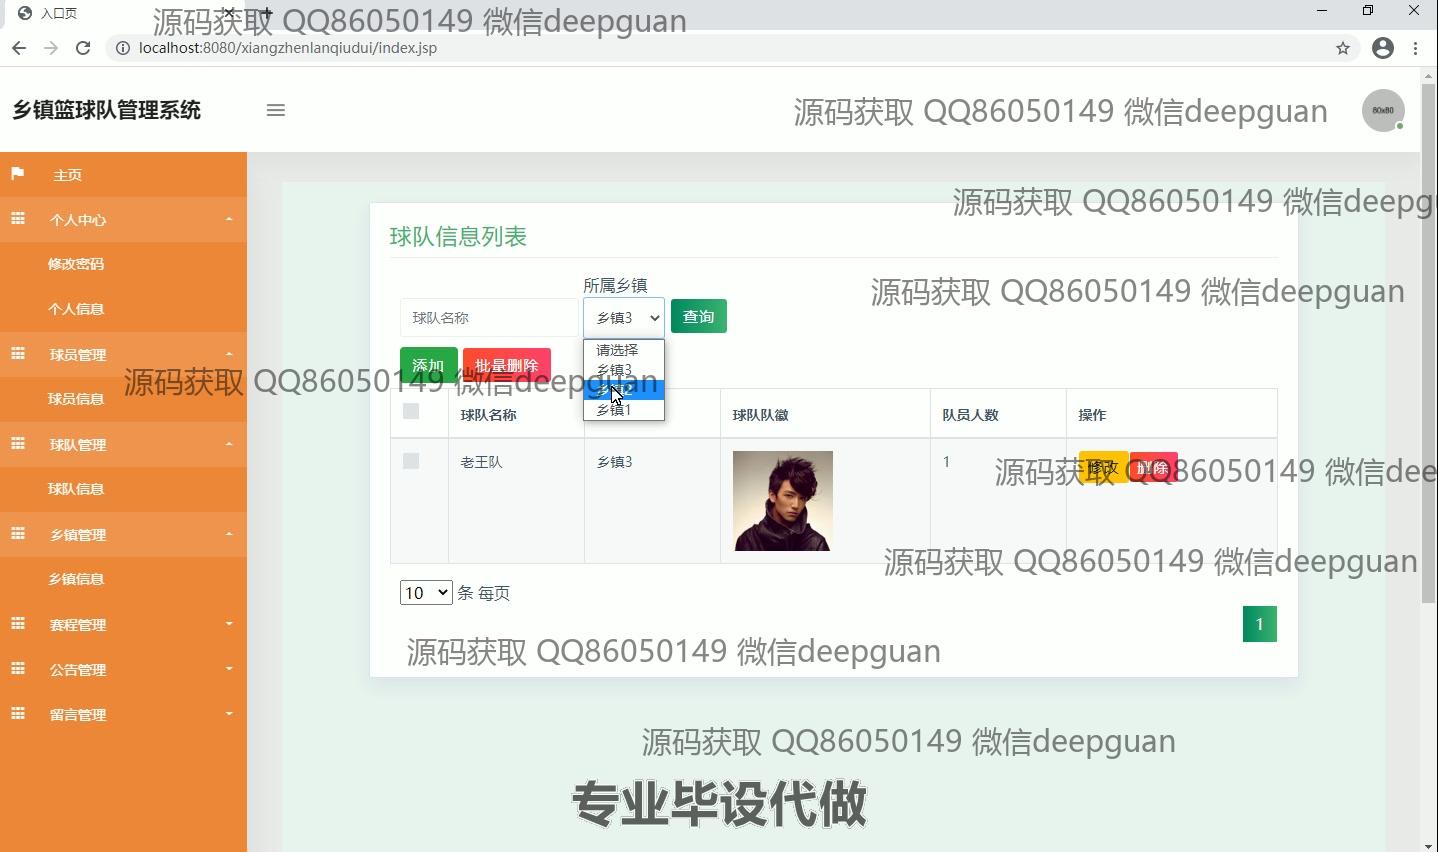 入口页
源码获取 QQ86050149 微信deepguan
localhost:8080/xiangzhenlanqiudui/index.jsp
乡镇篮球队管理系统
源码获取 QQ86050149 微信deepguan
80x80
主页
个人中心
修改密码
个人信息
球员管理
球员信息
球队管理
球队信息
乡镇管理
乡镇信息
赛程管理
公告管理
留言管理
源码获取 QQ86050149 微信deepg
球队信息列表
所属乡镇
源码获取 QQ86050149 微信deepguan
球队名称
乡镇3
查询
请选择
乡镇3
乡镇2
乡镇1
添加
批量删除
源码获取 QQ86050149 微信deepguan
球队名称
球队队徽
队员人数
操作
老王队
乡镇3
1
修改
删除
源码获取 QQ86050149 微信dee
源码获取 QQ86050149 微信deepguan
10
条 每页
1
源码获取 QQ86050149 微信deepguan
源码获取 QQ86050149 微信deepguan
专业毕设代做